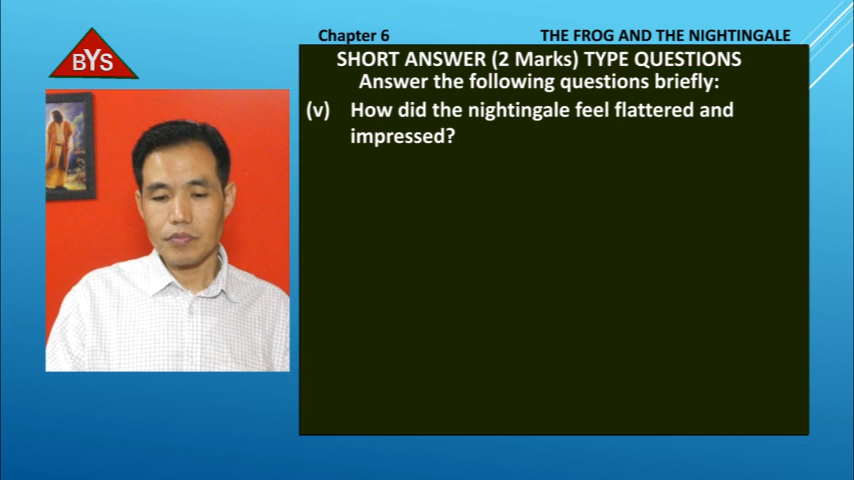 Chapter 6 THE FROG AND THE NIGHTINGALE
BYS
SHORT ANSWER (2 Marks) TYPE QUESTIONS
Answer the following questions briefly:
(v) How did the nightingale feel flattered and
impressed?